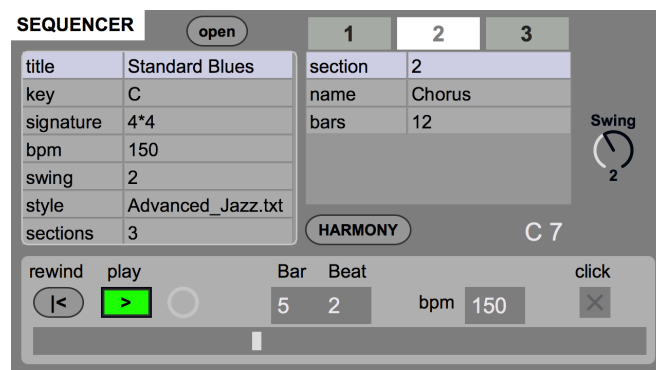 SEQUENCER
open
title Standard Blues
key C
signature 4*4
bpm 150
swing 2
style Advanced_Jazz.txt
sections 3
1 2 3
section 2
name Chorus
bars 12
Swing
2
HARMONY
C 7
rewind play Bar Beat click
|< > 5 2 bpm 150 X